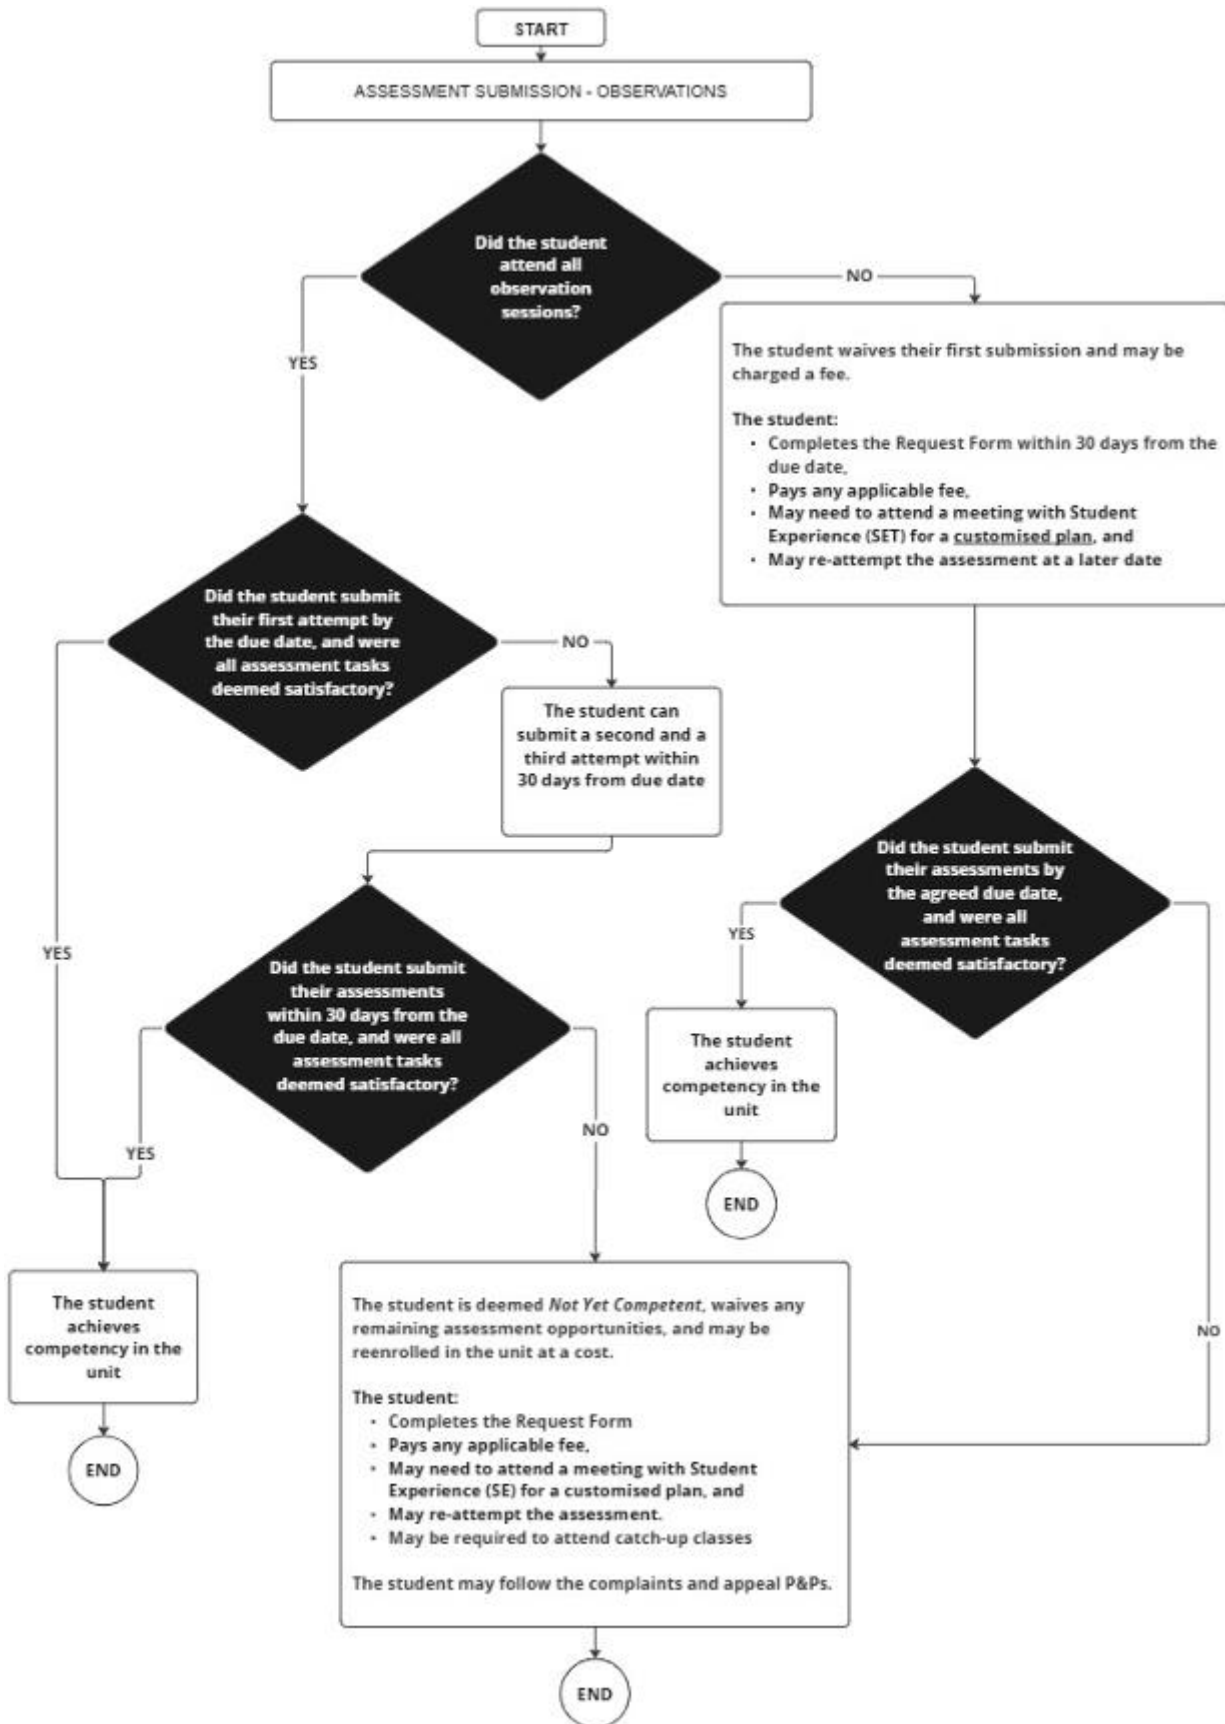 START
ASSESSMENT SUBMISSION - OBSERVATIONS
Did the student
attend all
observation
sessions?
NO
YES
The student waives their first submission and may be
charged a fee.
The student:
• Completes the Request Form within 30 days from the
due date,
• Pays any applicable fee,
• May need to attend a meeting with Student
Experience (SET) for a customised plan, and
• May re-attempt the assessment at a later date
Did the student submit
their first attempt by
the due date, and were
all assessment tasks
deemed satisfactory?
NO
The student can
submit a second and a
third attempt within
30 days from due date
Did the student submit
their assessments by
the agreed due date,
and were all
assessment tasks
deemed satisfactory?
YES
YES
Did the student submit
their assessments
within 30 days from the
due date, and were all
assessment tasks
deemed satisfactory?
The student
achieves
competency in the
unit
NO
YES
END
The student
achieves
competency in the
unit
END
The student is deemed Not Yet Competent, waives any
remaining assessment opportunities, and may be
reenrolled in the unit at a cost.
The student:
• Completes the Request Form
• Pays any applicable fee,
• May need to attend a meeting with Student
Experience (SE) for a customised plan, and
• May re-attempt the assessment.
• May be required to attend catch-up classes
The student may follow the complaints and appeal P&Ps.
NO
END